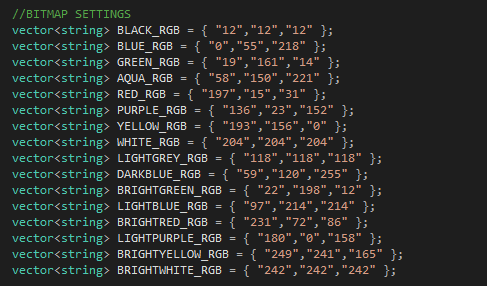 //BITMAP SETTINGS
vector<string> BLACK_RGB = { "12","12","12" };
vector<string> BLUE_RGB = { "0","55","218" };
vector<string> GREEN_RGB = { "19","161","14" };
vector<string> AQUA_RGB = { "58","150","221" };
vector<string> RED_RGB = { "197","15","31" };
vector<string> PURPLE_RGB = { "136","23","152" };
vector<string> YELLOW_RGB = { "193","156","0" };
vector<string> WHITE_RGB = { "204","204","204" };
vector<string> LIGHTGREY_RGB = { "118","118","118" };
vector<string> DARKBLUE_RGB = { "59","120","255" };
vector<string> BRIGHTGREEN_RGB = { "22","198","12" };
vector<string> LIGHTBLUE_RGB = { "97","214","214" };
vector<string> BRIGHTRED_RGB = { "231","72","86" };
vector<string> LIGHTPURPLE_RGB = { "180","0","158" };
vector<string> BRIGHTYELLOW_RGB = { "249","241","165" };
vector<string> BRIGHTWHITE_RGB = { "242","242","242" };